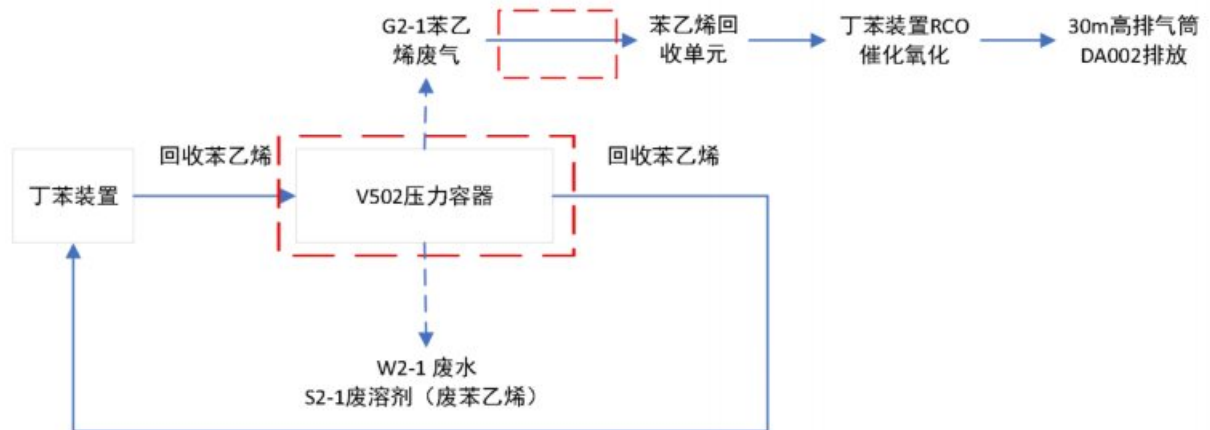 G2-1苯乙
烯废气
苯乙烯回
收单元
丁苯装置RCO
催化氧化
30m高排气筒
DA002排放
回收苯乙烯
回收苯乙烯
丁苯装置
V502压力容器
W2-1 废水
S2-1废溶剂（废苯乙烯）